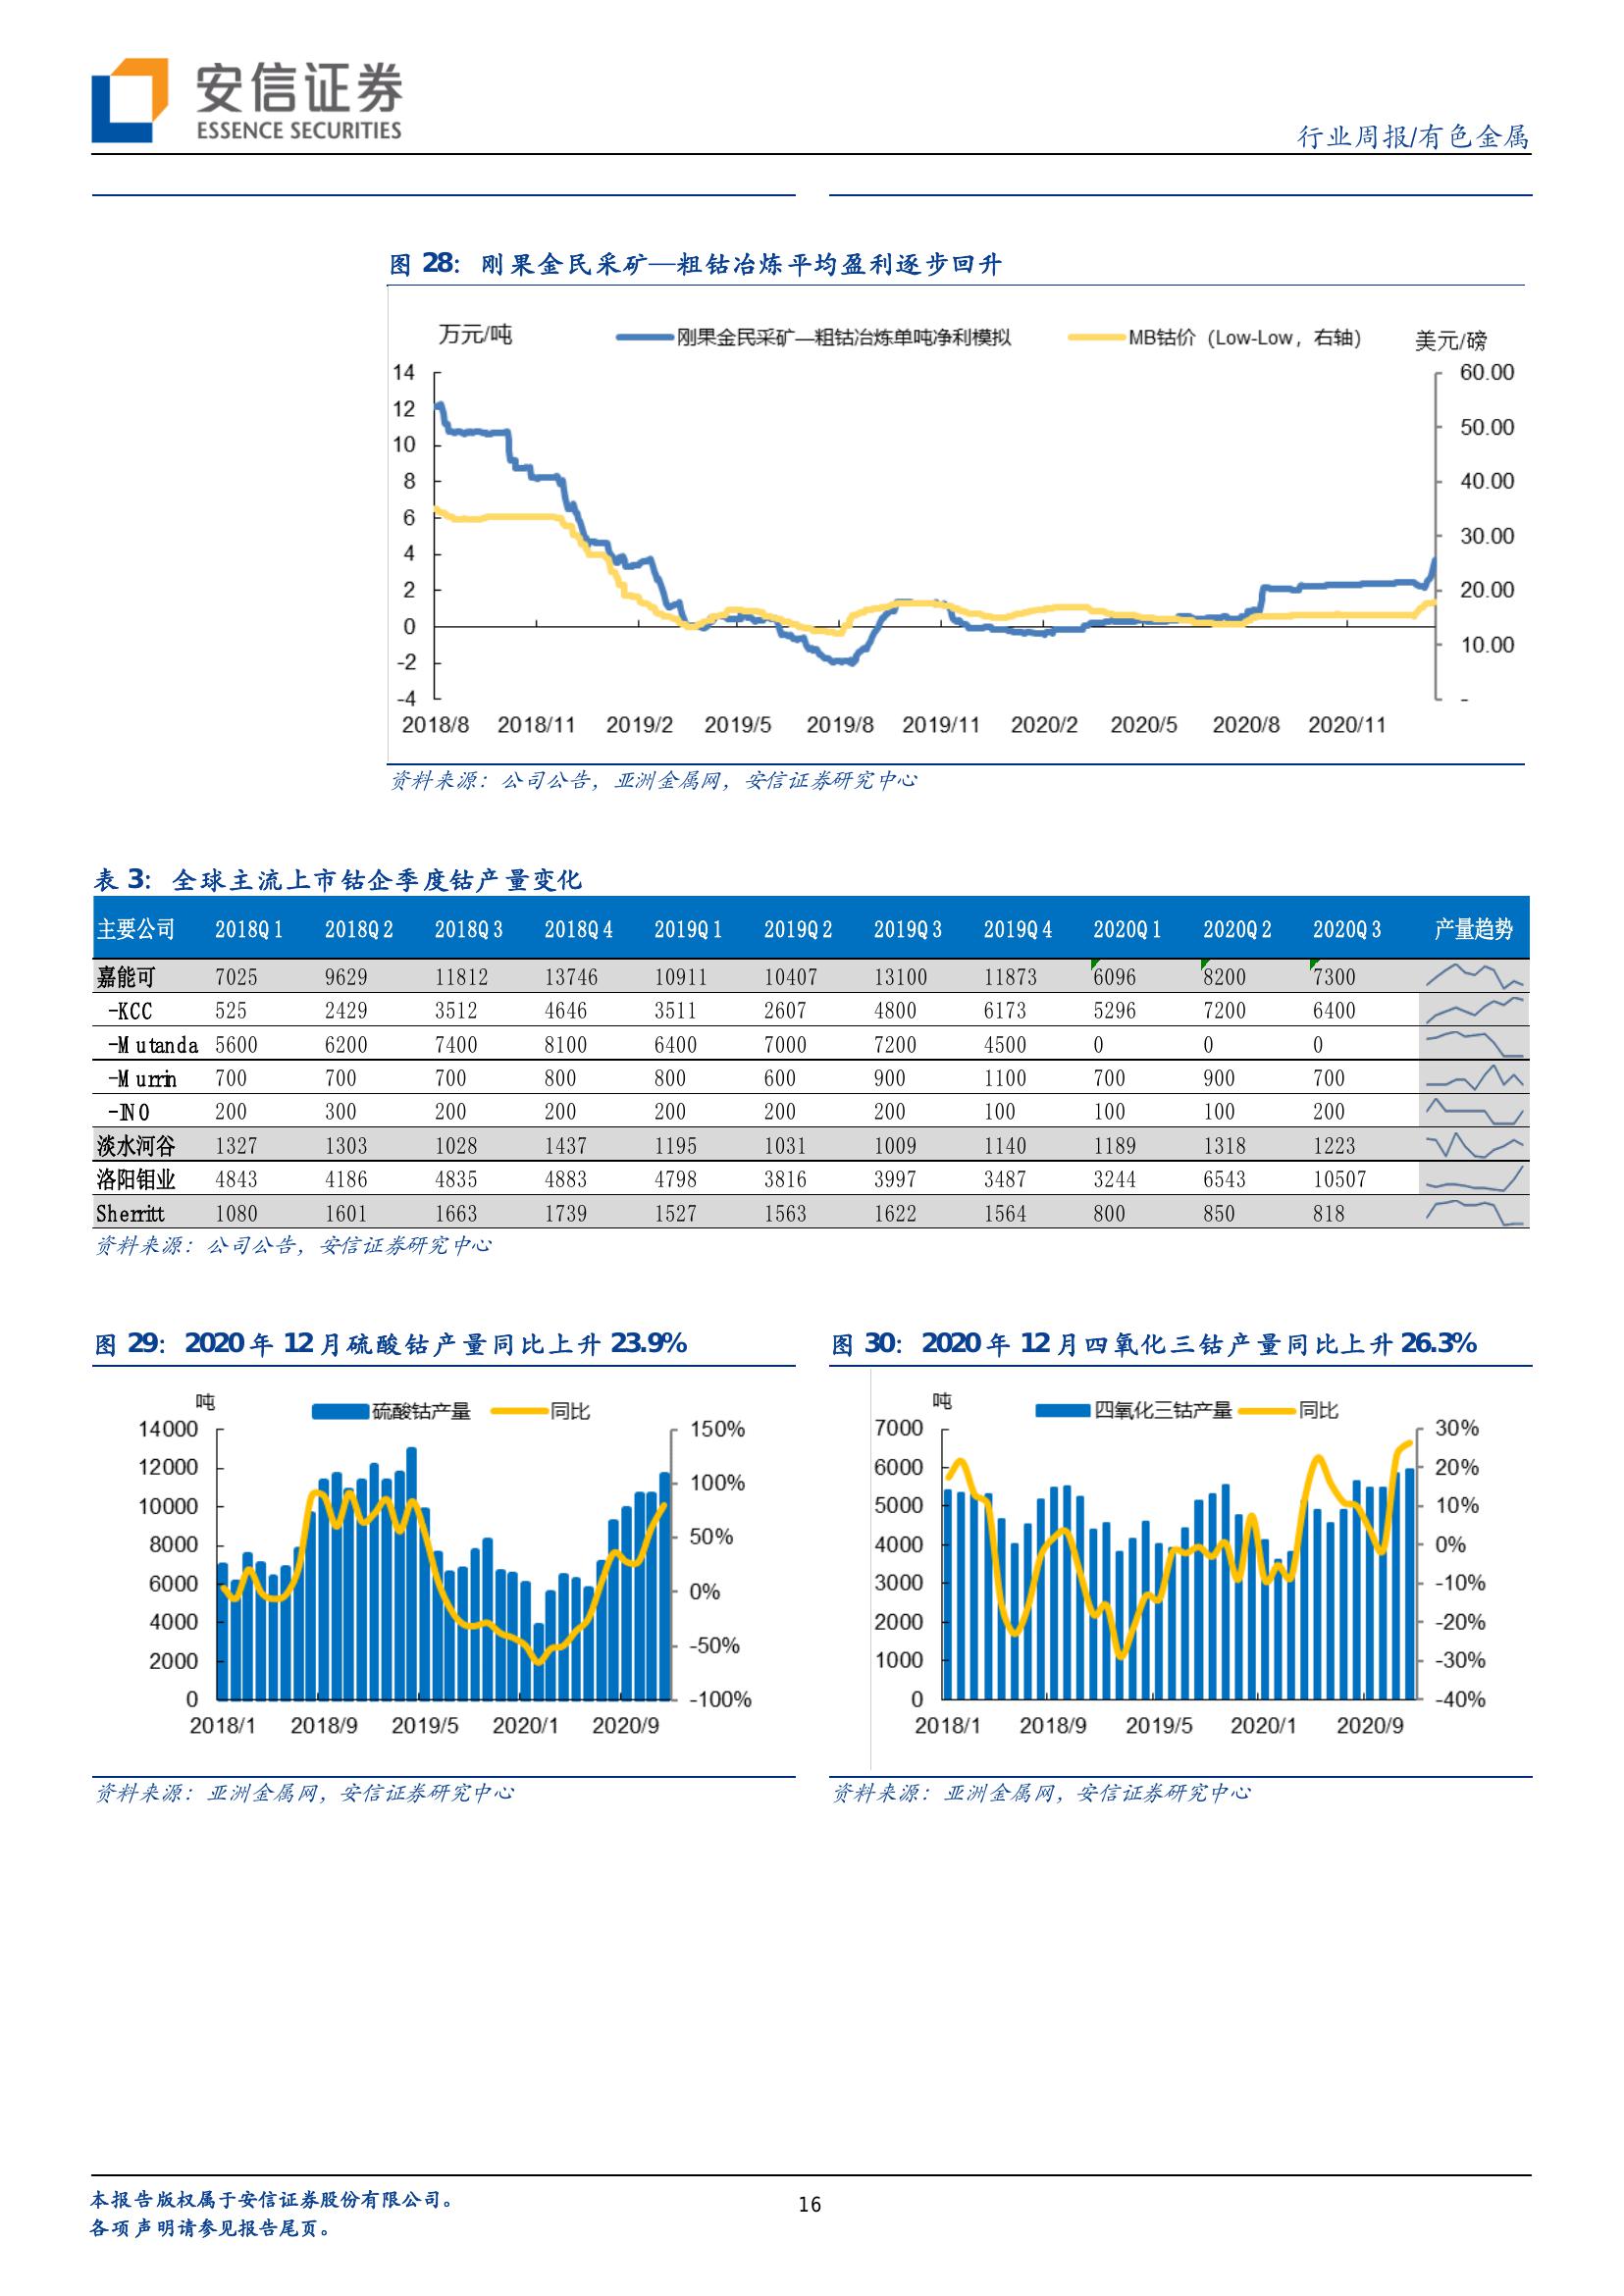 安信证券
ESSENCE SECURITIES
行业周报/有色金属
图 28：刚果金民采矿—粗钴冶炼平均盈利逐步回升
万元/吨
刚果金民采矿—粗钴冶炼单吨净利模拟
MB钴价（Low-Low，右轴）
美元/磅
14
12
10
8
6
4
2
0
-2
-4
60.00
50.00
40.00
30.00
20.00
10.00
-
2018/8 2018/11 2019/2 2019/5 2019/8 2019/11 2020/2 2020/5 2020/8 2020/11
资料来源：公司公告，亚洲金属网，安信证券研究中心
表 3：全球主流上市钴企季度钴产量变化
主要公司 2018Q1 2018Q2 2018Q3 2018Q4 2019Q1 2019Q2 2019Q3 2019Q4 2020Q1 2020Q2 2020Q3 产量趋势
嘉能可 7025 9629 11812 13746 10911 10407 13100 11873 6096 8200 7300
-KCC 525 2429 3512 4646 3511 2607 4800 6173 5296 7200 6400
-Mutanda 5600 6200 7400 8100 6400 7000 7200 4500 0 0 0
-Murrin 700 700 700 800 800 600 900 1100 700 900 700
-INO 200 300 200 200 200 200 200 100 100 100 200
淡水河谷 1327 1303 1028 1437 1195 1031 1009 1140 1189 1318 1223
洛阳钼业 4843 4186 4835 4883 4798 3816 3997 3487 3244 6543 10507
Sherritt 1080 1601 1663 1739 1527 1563 1622 1564 800 850 818
资料来源：公司公告，安信证券研究中心
图 29：2020 年 12 月硫酸钴产量同比上升 23.9%
吨
硫酸钴产量 同比
14000
12000
10000
8000
6000
4000
2000
0
150%
100%
50%
0%
-50%
-100%
2018/1 2018/9 2019/5 2020/1 2020/9
资料来源：亚洲金属网，安信证券研究中心
图 30：2020 年 12 月四氧化三钴产量同比上升 26.3%
吨
四氧化三钴产量 同比
7000
6000
5000
4000
3000
2000
1000
0
30%
20%
10%
0%
-10%
-20%
-30%
-40%
2018/1 2018/9 2019/5 2020/1 2020/9
资料来源：亚洲金属网，安信证券研究中心
本报告版权属于安信证券股份有限公司。
各项声明请参见报告尾页。
16